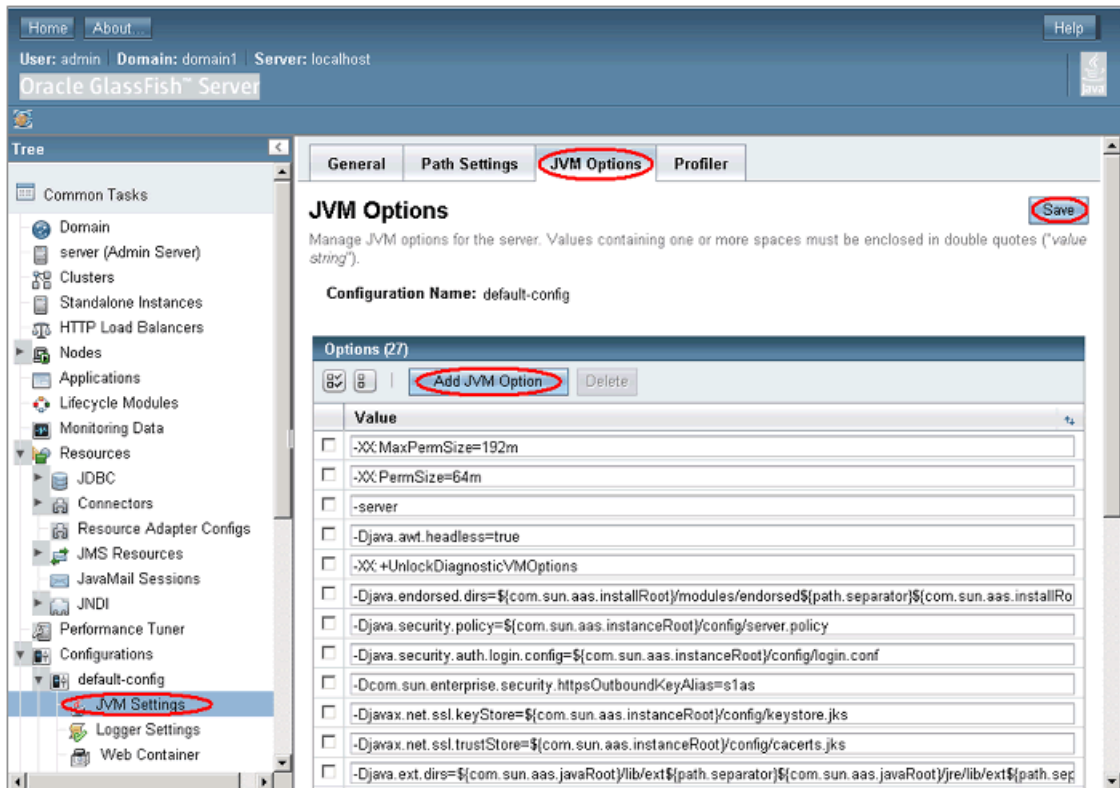 Home About... Help
User: admin Domain: domain1 Server: localhost
Oracle GlassFish™ Server
Java
Tree
Common Tasks
Domain
server (Admin Server)
Clusters
Standalone Instances
HTTP Load Balancers
Nodes
Applications
Lifecycle Modules
Monitoring Data
Resources
JDBC
Connectors
Resource Adapter Configs
JMS Resources
JavaMail Sessions
JNDI
Performance Tuner
Configurations
default-config
JVM Settings
Logger Settings
Web Container
General Path Settings JVM Options Profiler
JVM Options
Save
Manage JVM options for the server. Values containing one or more spaces must be enclosed in double quotes ("value
string").
Configuration Name: default-config
Options (27)
Add JVM Option Delete
Value
-XX:MaxPermSize=192m
-XX:PermSize=64m
-server
-Djava.awt.headless=true
-XX:+UnlockDiagnosticVMOptions
-Djava.endorsed.dirs=${com.sun.aas.installRoot}/modules/endorsed${path.separator}${com.sun.aas.installRo
-Djava.security.policy=${com.sun.aas.instanceRoot}/config/server.policy
-Djava.security.auth.login.config=${com.sun.aas.instanceRoot}/config/login.conf
-Dcom.sun.enterprise.security.httpsOutboundKeyAlias=s1as
-Djavax.net.ssl.keyStore=${com.sun.aas.instanceRoot}/config/keystore.jks
-Djavax.net.ssl.trustStore=${com.sun.aas.instanceRoot}/config/cacerts.jks
-Djava.ext.dirs=${com.sun.aas.javaRoot}/lib/ext${path.separator}${com.sun.aas.javaRoot}/jre/lib/ext${path.sep